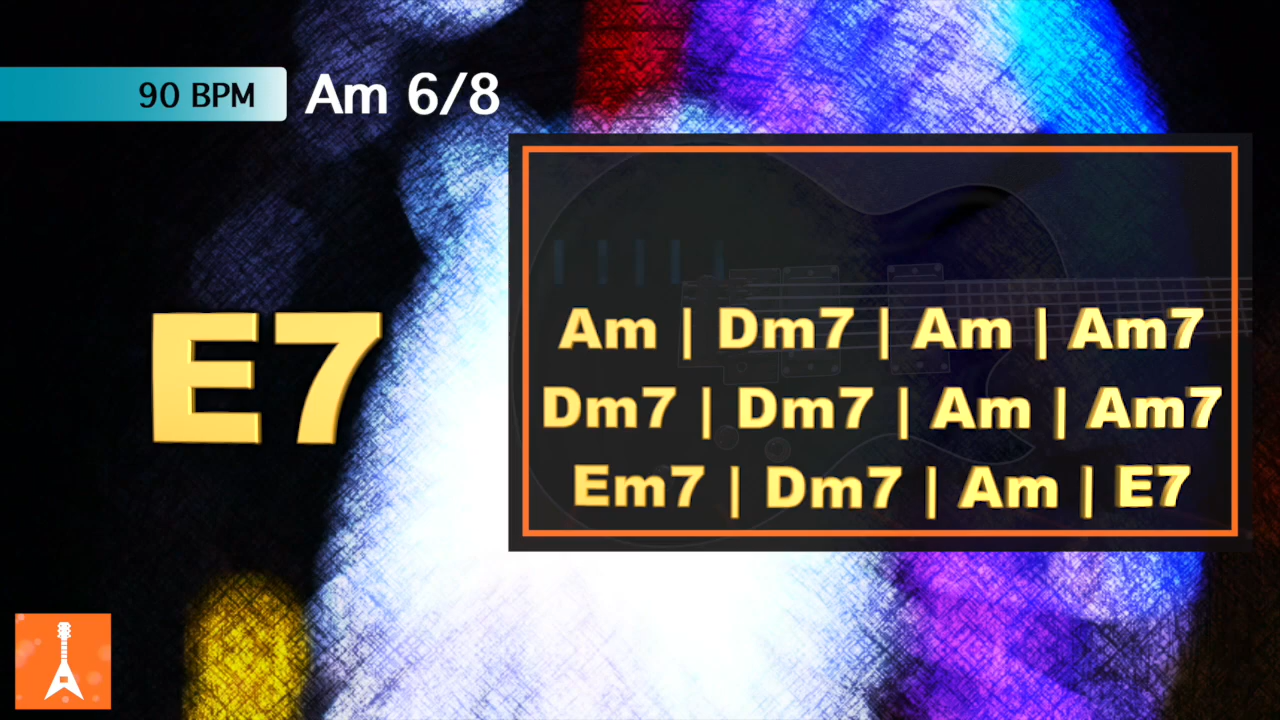 90 BPM Am 6/8
E7
Am | Dm7 | Am | Am7
Dm7 | Dm7 | Am | Am7
Em7 | Dm7 | Am | E7